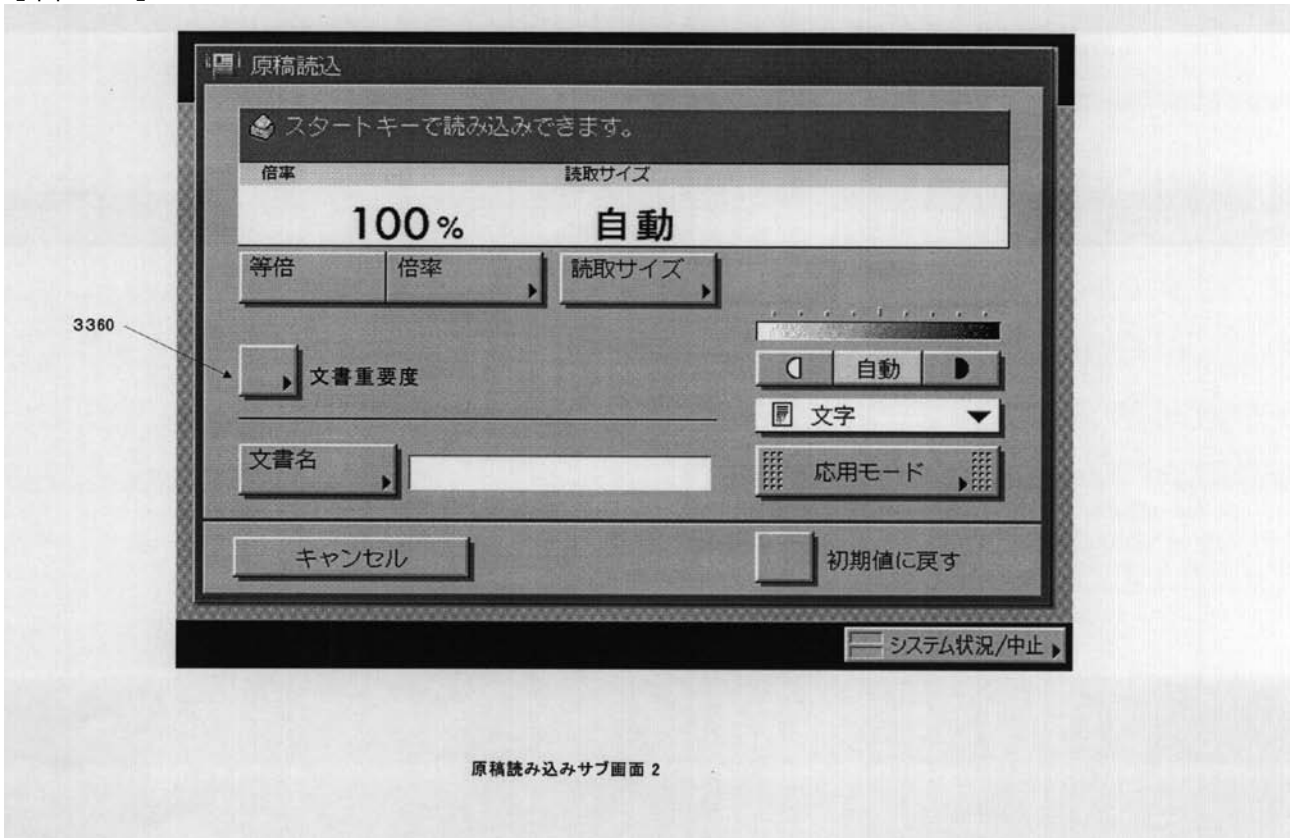 原稿読込
スタートキーで読み込みできます。
倍率 読取サイズ
100% 自動
等倍 倍率 読取サイズ
3360
文書重要度
自動
文字
文書名
応用モード
キャンセル 初期値に戻す
システム状況/中止
原稿読み込みサブ画面 2